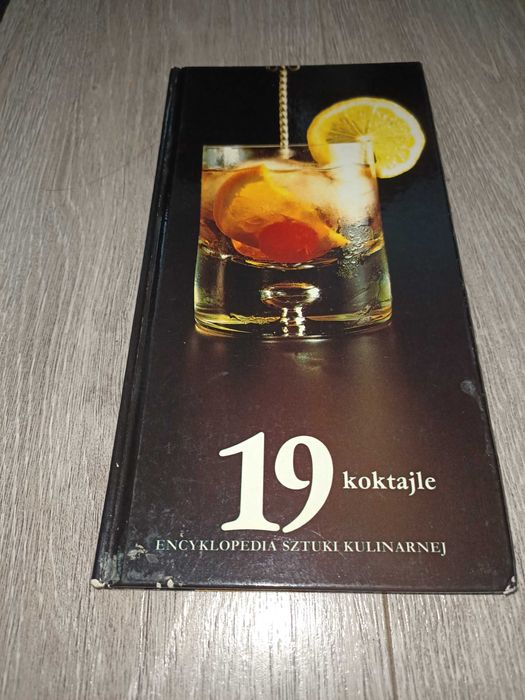 19 koktajle
ENCYKLOPEDIA SZTUKI KULINARNEJ